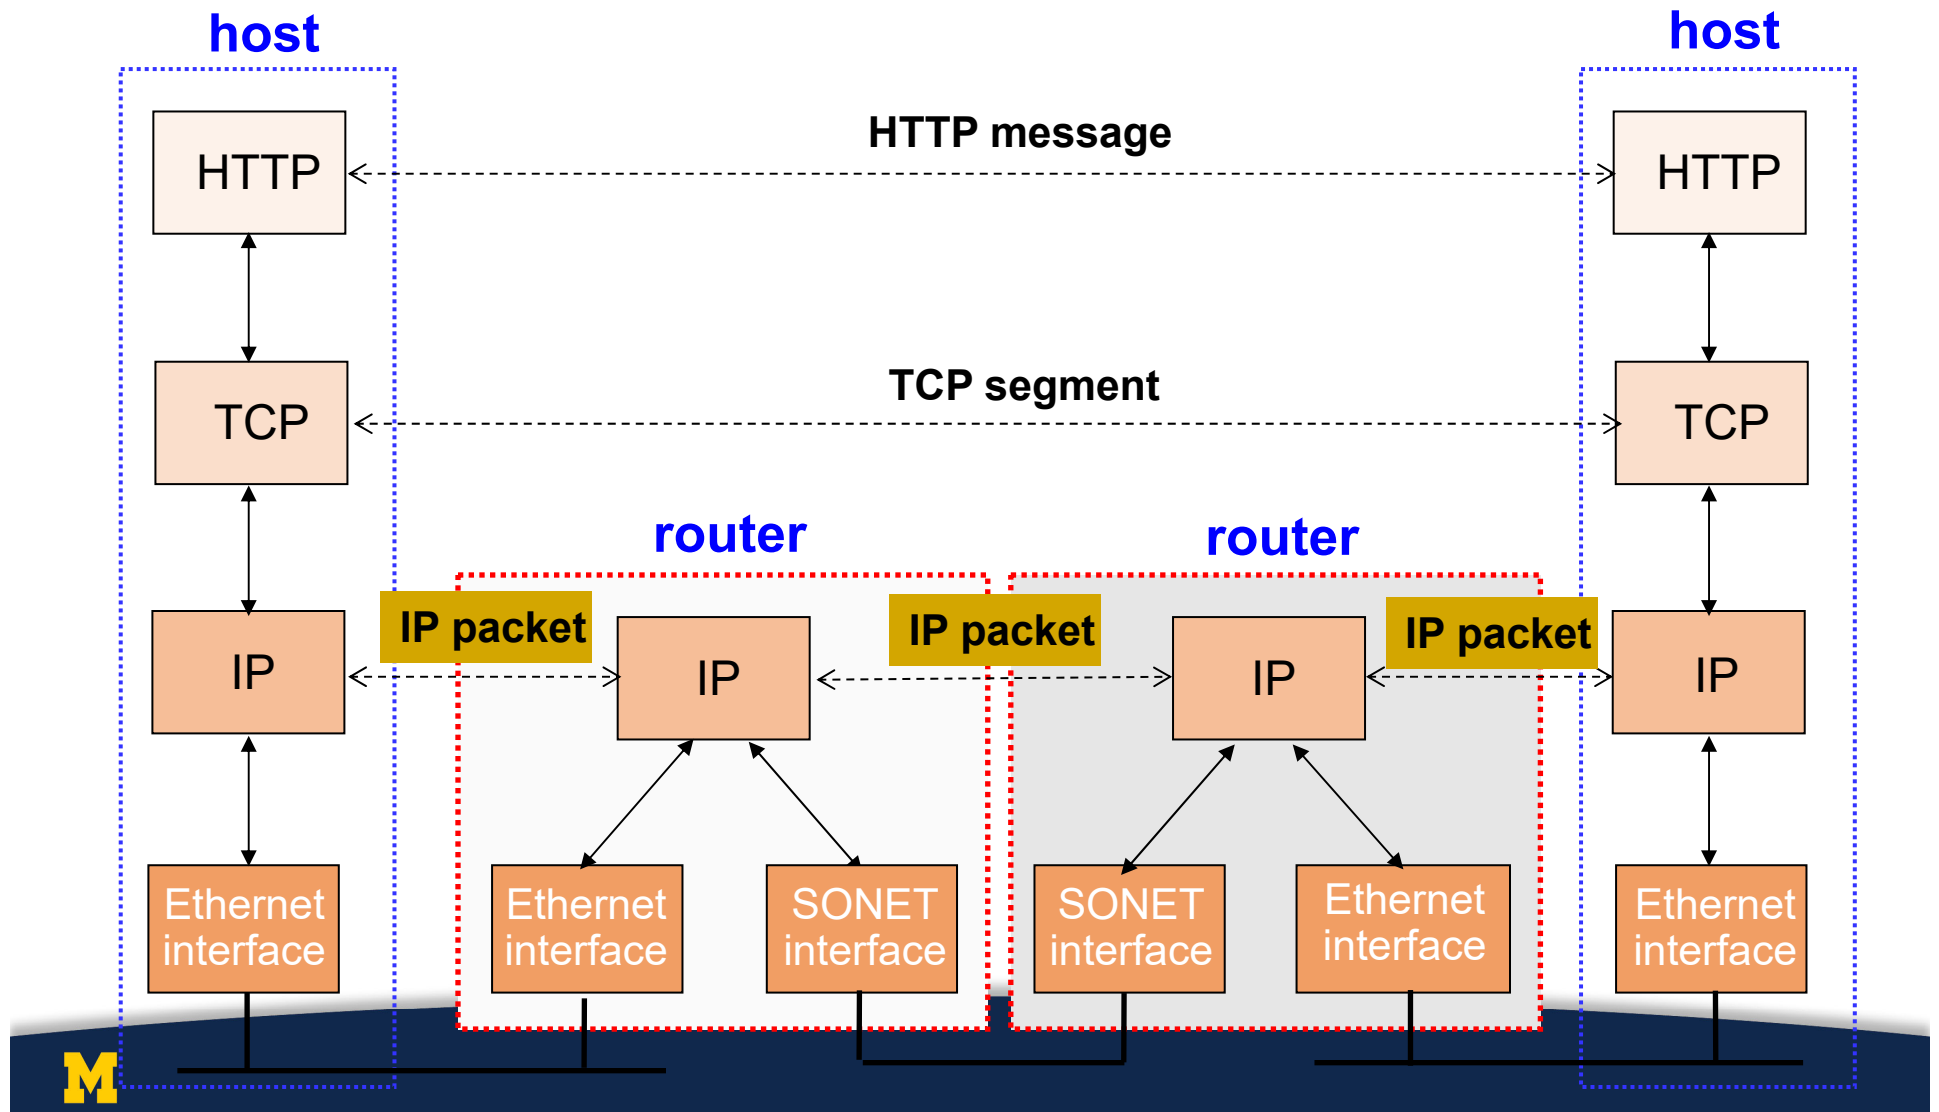 host
host
HTTP message
HTTP
HTTP
TCP segment
TCP
TCP
router
router
IP packet
IP packet
IP packet
IP
IP
IP
IP
Ethernet
interface
Ethernet
interface
SONET
interface
SONET
interface
Ethernet
interface
Ethernet
interface
M